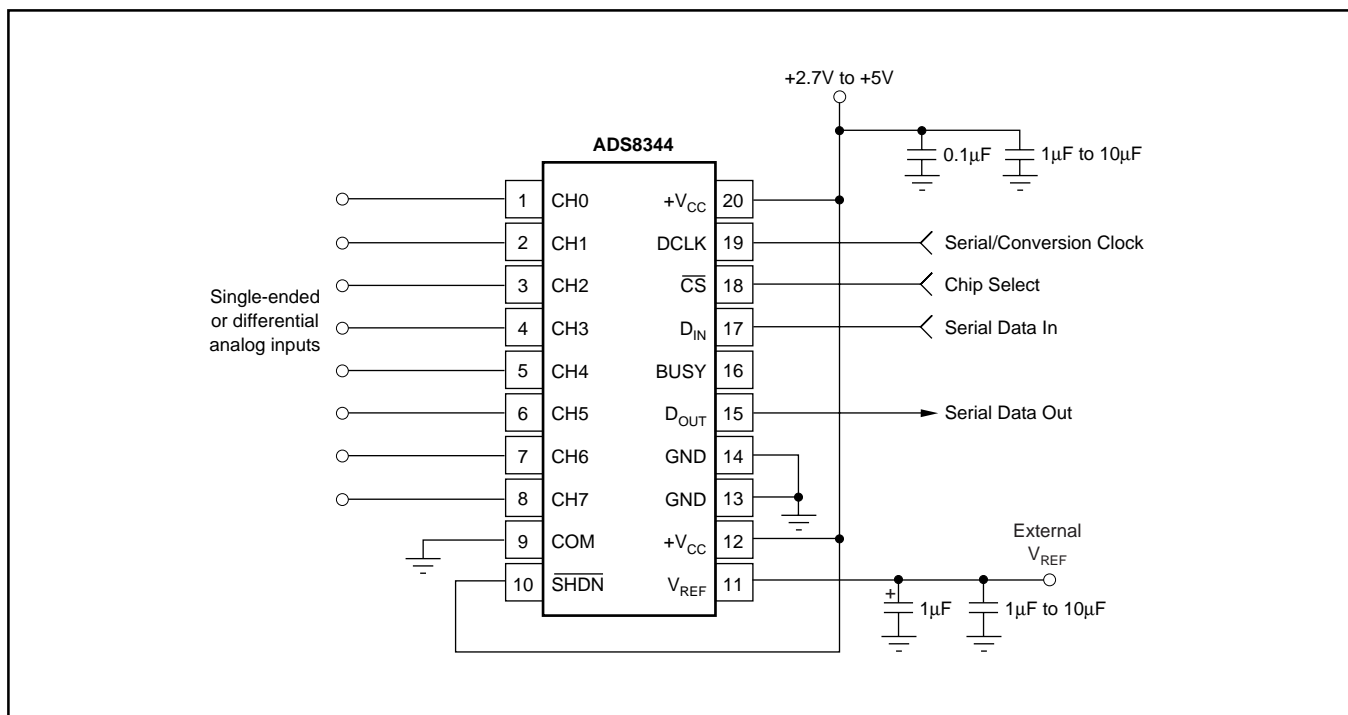 +2.7V to +5V
ADS8344
0.1µF
1µF to 10µF
1 CH0 +VCC 20
2 CH1 DCLK 19 Serial/Conversion Clock
3 CH2 CS 18 Chip Select
Single-ended
or differential
analog inputs
4 CH3 DIN 17 Serial Data In
5 CH4 BUSY 16
6 CH5 DOUT 15 Serial Data Out
7 CH6 GND 14
8 CH7 GND 13
9 COM +VCC 12
10 SHDN VREF 11
External
VREF
+
1µF
1µF to 10µF